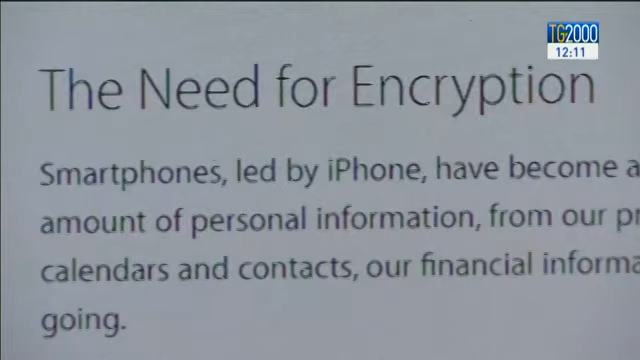 TG2000
12:11
The Need for Encryption
Smartphones, led by iPhone, have become a
amount of personal information, from our pr
calendars and contacts, our financial informa
going.